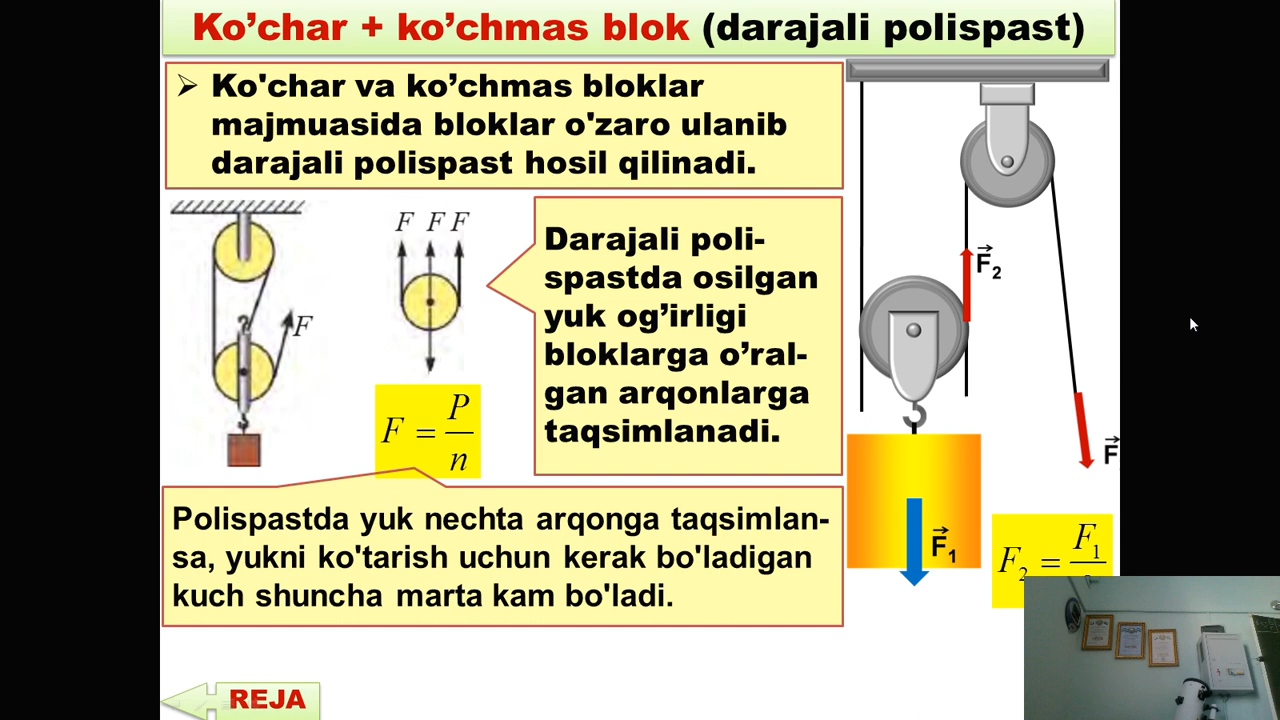 Ko’char + ko’chmas blok (darajali polispast)
Ko'char va ko’chmas bloklar
majmuasida bloklar o'zaro ulanib
darajali polispast hosil qilinadi.
F F F
F
Darajali poli-
spastda osilgan
yuk og’irligi
bloklarga o’ral-
gan arqonlarga
taqsimlanadi.
F = P/n
F₂
F
F₁
Polispastda yuk nechta arqonga taqsimlan-
sa, yukni ko'tarish uchun kerak bo'ladigan
kuch shuncha marta kam bo'ladi.
F₂ = F₁
REJA